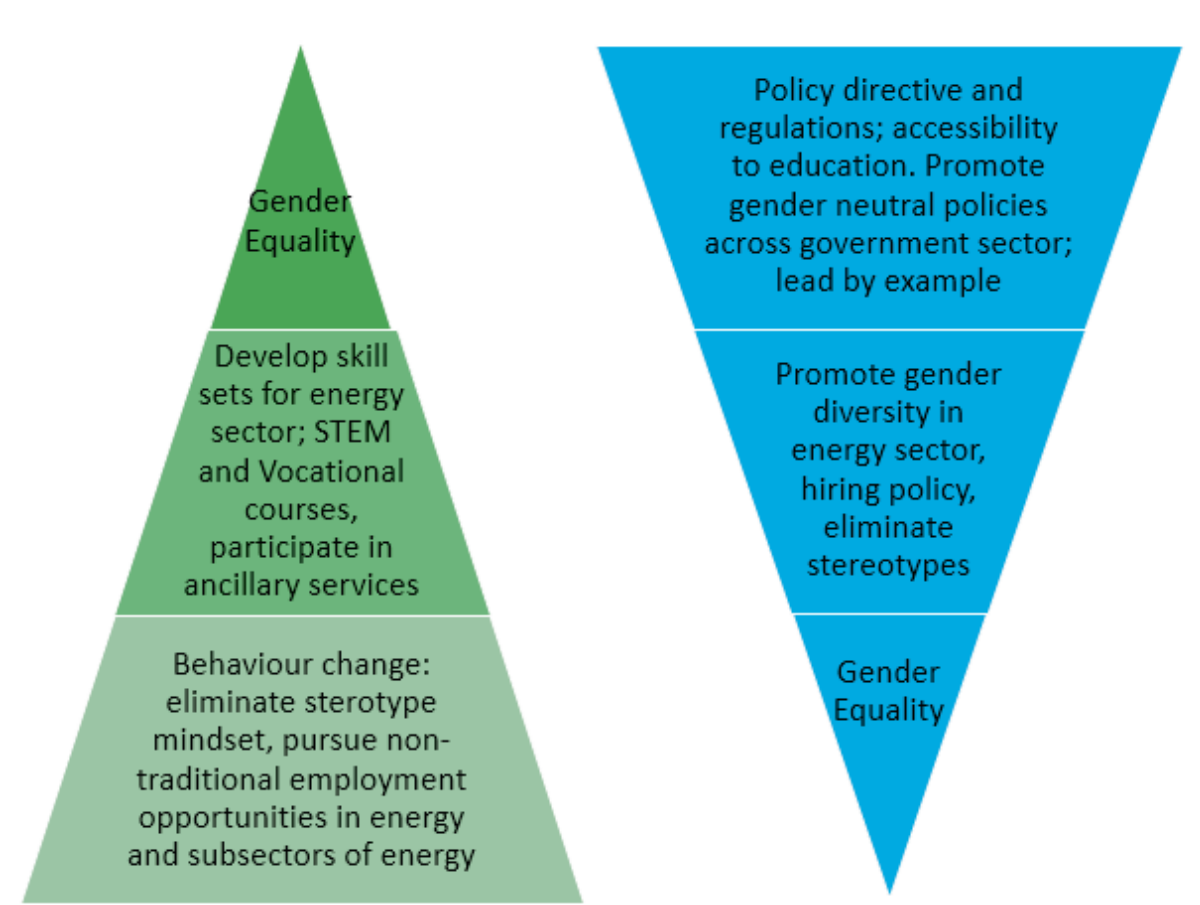 Gender
Equality
Develop skill
sets for energy
sector; STEM
and Vocational
courses,
participate in
ancillary services
Behaviour change:
eliminate sterotype
mindset, pursue non-
traditional employment
opportunities in energy
and subsectors of energy
Policy directive and
regulations; accessibility
to education. Promote
gender neutral policies
across government sector;
lead by example
Promote gender
diversity in
energy sector,
hiring policy,
eliminate
stereotypes
Gender
Equality